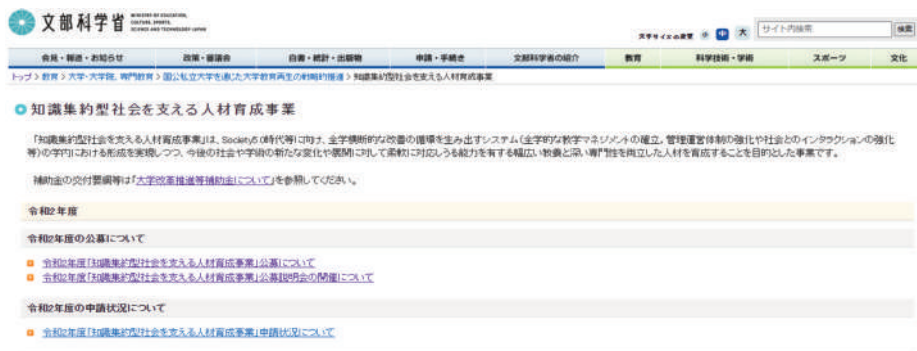 文部科学省
MINISTRY OF EDUCATION,
CULTURE, SPORTS,
SCIENCE AND TECHNOLOGY-JAPAN
文字サイズの変更 小 中 大 サイト内検索 検索
会見・報道・お知らせ 政策・審議会 白書・統計・出版物 申請・手続き 文部科学省の紹介 教育 科学技術・学術 スポーツ 文化
トップ > 教育 > 大学・大学院、専門教育 > 国公私立大学を通じた大学教育再生の戦略的推進 > 知識集約型社会を支える人材育成事業
知識集約型社会を支える人材育成事業
「知識集約型社会を支える人材育成事業」は、Society5.0時代等に向け、全学横断的な改善の循環を生み出すシステム(全学的な教学マネジメントの確立、管理運営体制の強化や社会とのインタラクションの強化
等)の学内における形成を実現しつつ、今後の社会や学術の新たな変化や展開に対して柔軟に対応しうる能力を有する幅広い教養と深い専門性を両立した人材を育成することを目的とした事業です。
補助金の交付要綱等は「大学改革推進等補助金について」を参照してください。
令和2年度
令和2年度の公募について
令和2年度「知識集約型社会を支える人材育成事業」公募について
令和2年度「知識集約型社会を支える人材育成事業」公募説明会の開催について
令和2年度の申請状況について
令和2年度「知識集約型社会を支える人材育成事業」申請状況について